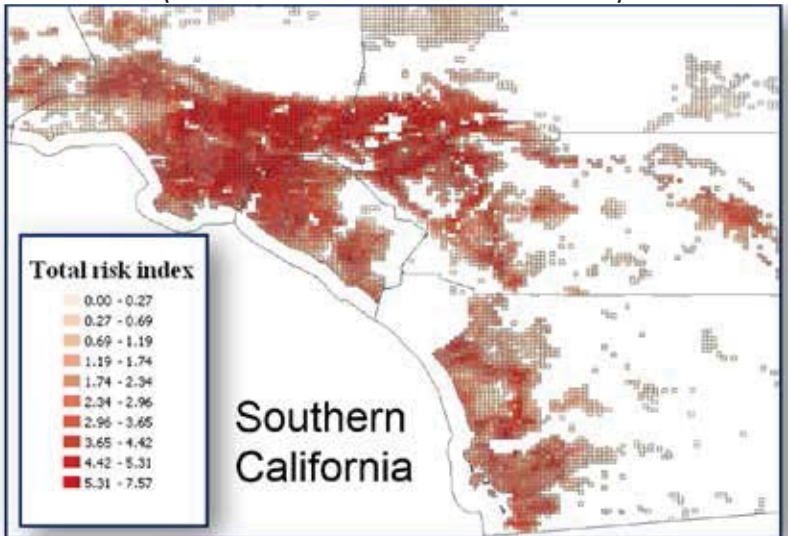 Total risk index
0.00 - 0.27
0.27 - 0.69
0.69 - 1.19
1.19 - 1.74
1.74 - 2.34
2.34 - 2.96
2.96 - 3.65
3.65 - 4.42
4.42 - 5.31
5.31 - 7.57
Southern
California